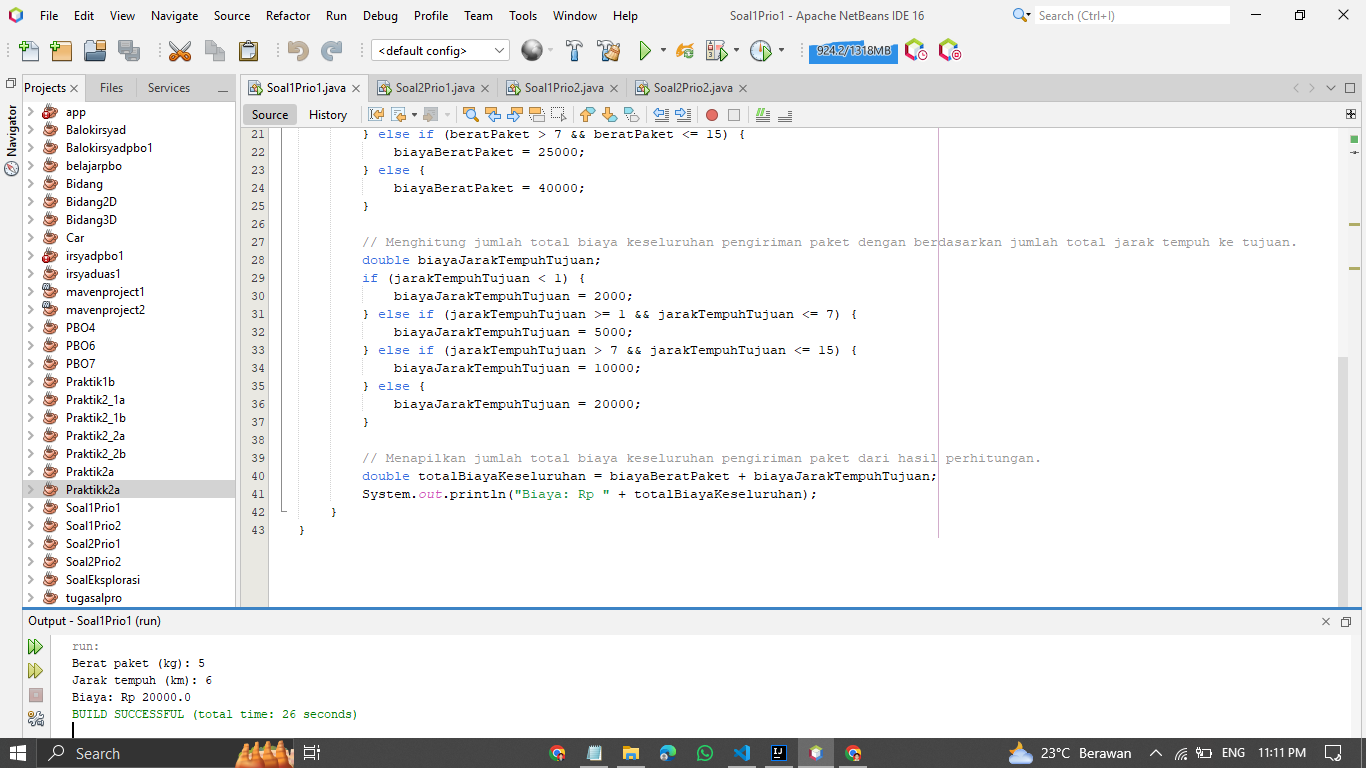 File Edit View Navigate Source Refactor Run Debug Profile Team Tools Window Help
Soal1Prio1 - Apache NetBeans IDE 16
Search (Ctrl+I)
<default config>
924.2/1318MB
Projects
Files
Services
Navigator
app
Balokirsyad
Balokirsyadpbo1
belajarpbo
Bidang
Bidang2D
Bidang3D
Car
irsyadpbo1
irsyaduas1
mavenproject1
mavenproject2
PBO4
PBO6
PBO7
Praktik1b
Praktik2_1a
Praktik2_1b
Praktik2_2a
Praktik2_2b
Praktik2a
Praktikk2a
Soal1Prio1
Soal1Prio2
Soal2Prio1
Soal2Prio2
SoalEksplorasi
tugasalpro
Soal1Prio1.java
Soal2Prio1.java
Soal1Prio2.java
Soal2Prio2.java
Source History
21 } else if (beratPaket > 7 && beratPaket <= 15) {
22 biayaBeratPaket = 25000;
23 } else {
24 biayaBeratPaket = 40000;
25 }
26
27 // Menghitung jumlah total biaya keseluruhan pengiriman paket dengan berdasarkan jumlah total jarak tempuh ke tujuan.
28 double biayaJarakTempuhTujuan;
29 if (jarakTempuhTujuan < 1) {
30 biayaJarakTempuhTujuan = 2000;
31 } else if (jarakTempuhTujuan >= 1 && jarakTempuhTujuan <= 7) {
32 biayaJarakTempuhTujuan = 5000;
33 } else if (jarakTempuhTujuan > 7 && jarakTempuhTujuan <= 15) {
34 biayaJarakTempuhTujuan = 10000;
35 } else {
36 biayaJarakTempuhTujuan = 20000;
37 }
38
39 // Menapilkan jumlah total biaya keseluruhan pengiriman paket dari hasil perhitungan.
40 double totalBiayaKeseluruhan = biayaBeratPaket + biayaJarakTempuhTujuan;
41 System.out.println("Biaya: Rp " + totalBiayaKeseluruhan);
42 }
43 }
Output - Soal1Prio1 (run)
run:
Berat paket (kg): 5
Jarak tempuh (km): 6
Biaya: Rp 20000.0
BUILD SUCCESSFUL (total time: 26 seconds)
Search
23°C Berawan
ENG
11:11 PM